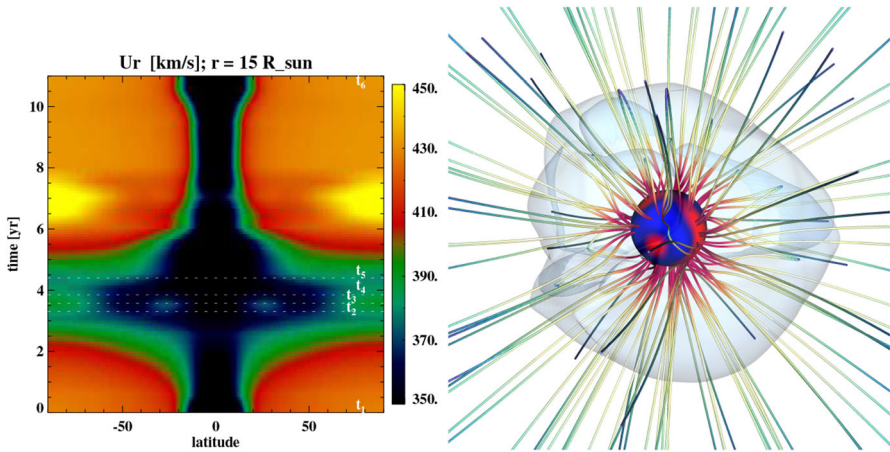 Ur [km/s]; r = 15 R_sun
t6
450.
10
8
430.
6
410.
time [yr]
t5
390.
4
t4
t3
t2
370.
2
0
t1
350.
-50
0
50
latitude